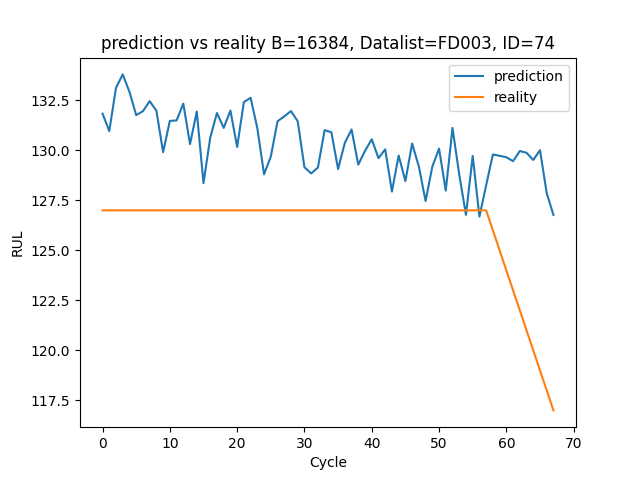 prediction vs reality B=16384, Datalist=FD003, ID=74
prediction
reality
RUL
132.5
130.0
127.5
125.0
122.5
120.0
117.5
0 10 20 30 40 50 60 70
Cycle